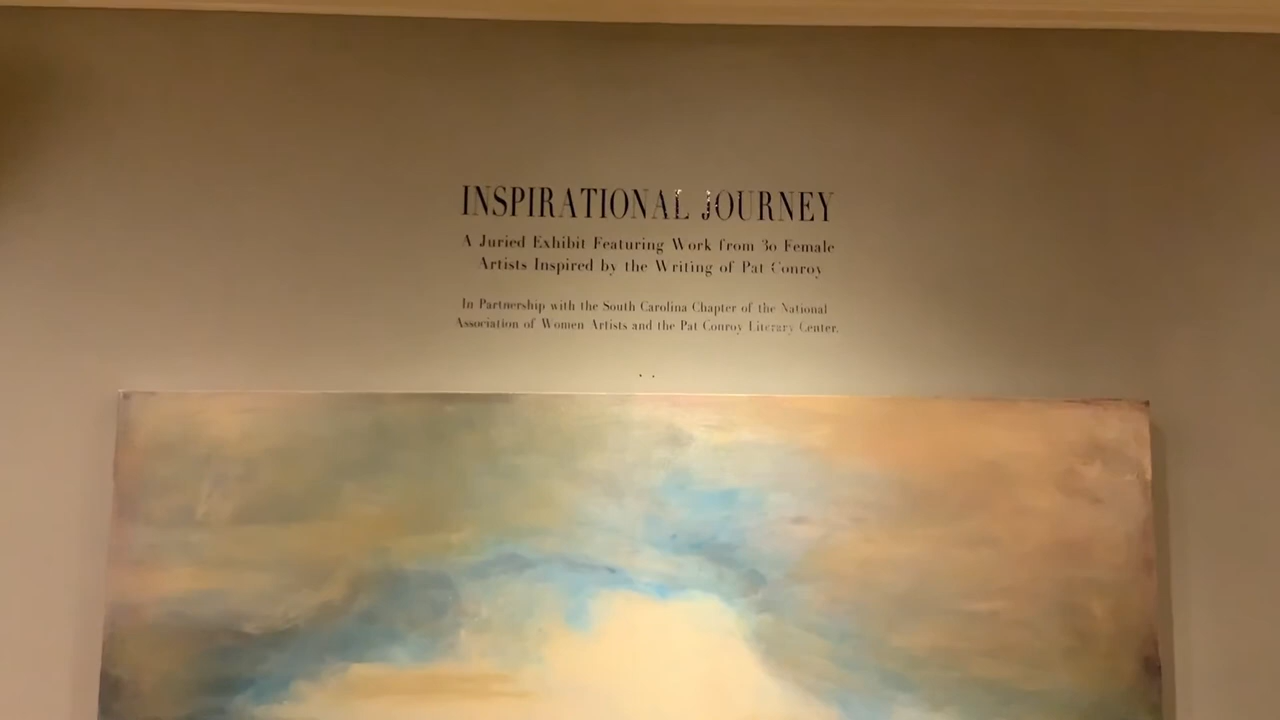 INSPIRATIONAL JOURNEY
A Juried Exhibit Featuring Work from 30 Female
Artists Inspired by the Writing of Pat Conroy
In Partnership with the South Carolina Chapter of the National
Association of Women Artists and the Pat Conroy Literary Center.